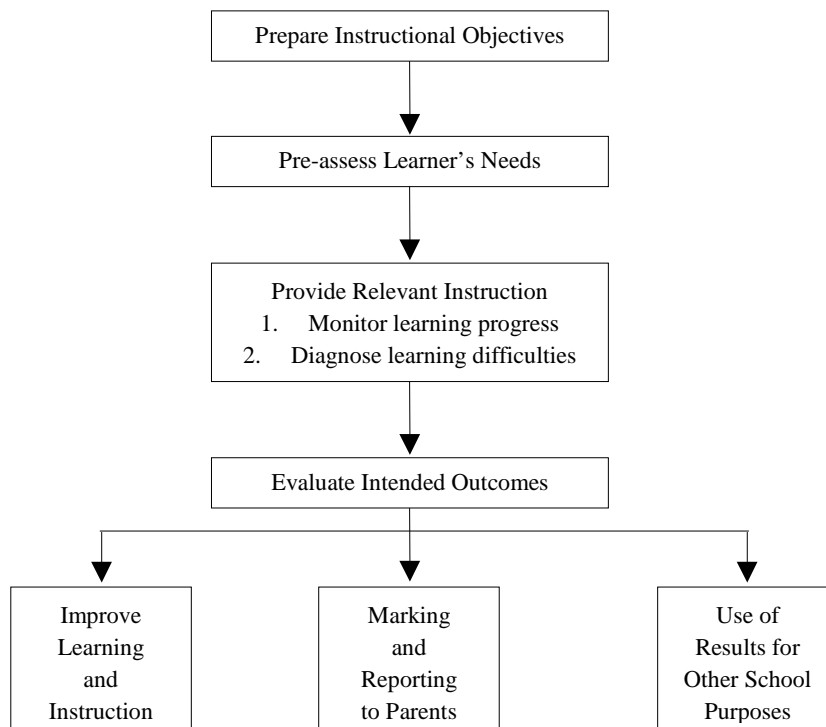 Prepare Instructional Objectives
Pre-assess Learner’s Needs
Provide Relevant Instruction
1. Monitor learning progress
2. Diagnose learning difficulties
Evaluate Intended Outcomes
Improve
Learning
and
Instruction
Marking
and
Reporting
to Parents
Use of
Results for
Other School
Purposes